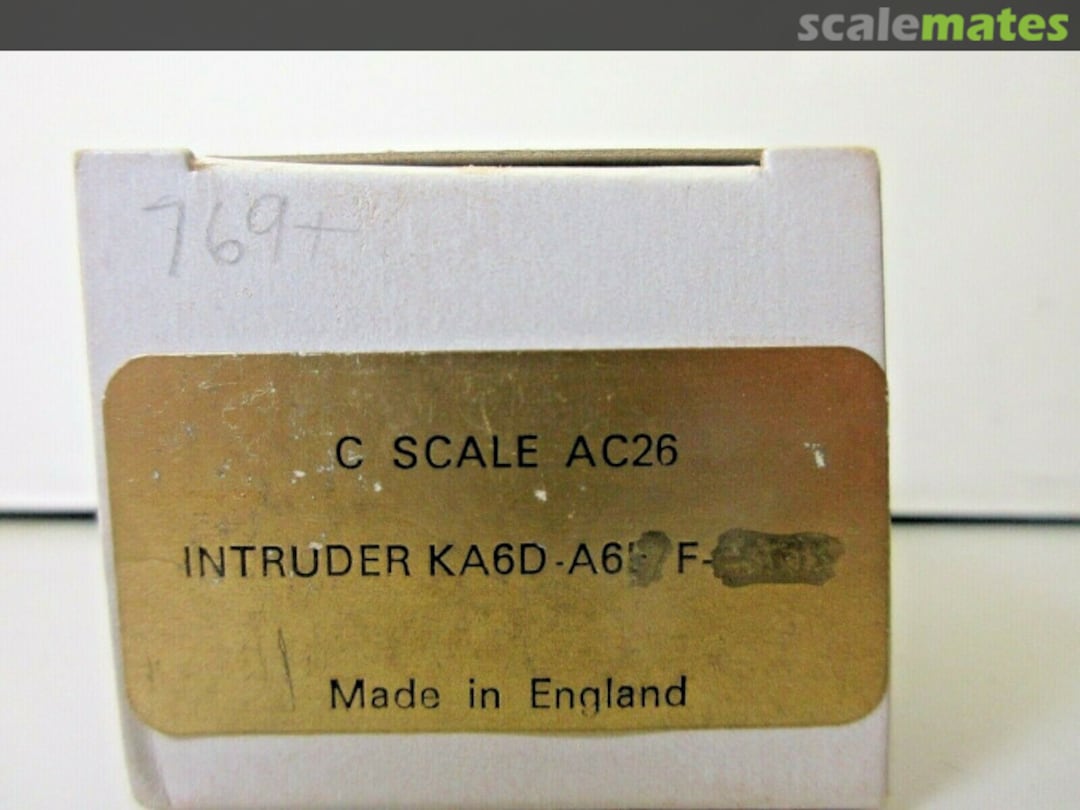 scalemates
769+
C SCALE AC26
INTRUDER KA6D-A6 F-
Made in England